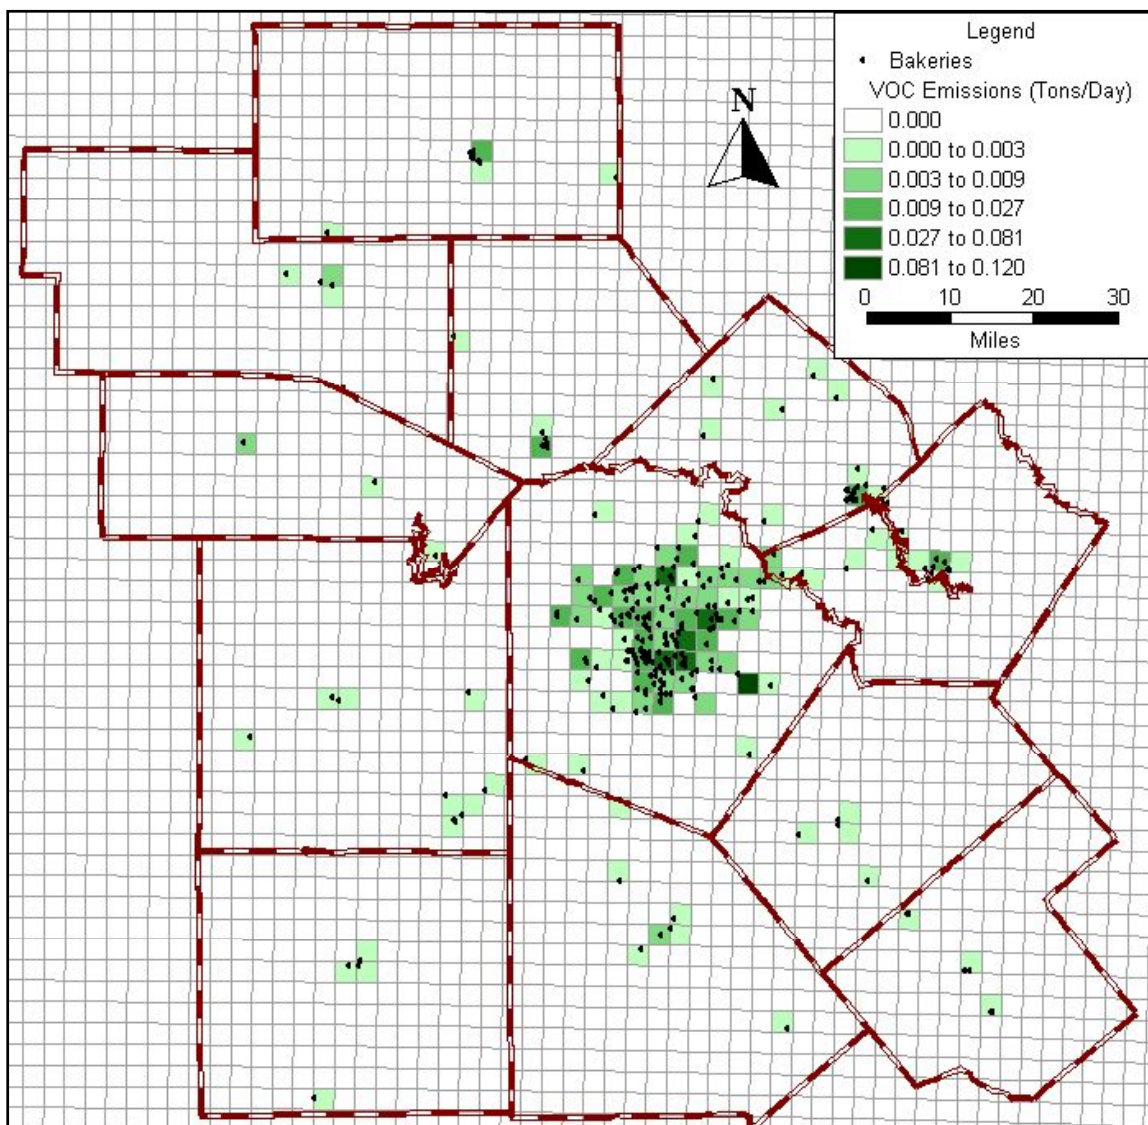 Legend
Bakeries
VOC Emissions (Tons/Day)
0.000
0.000 to 0.003
0.003 to 0.009
0.009 to 0.027
0.027 to 0.081
0.081 to 0.120
0 10 20 30
Miles
N